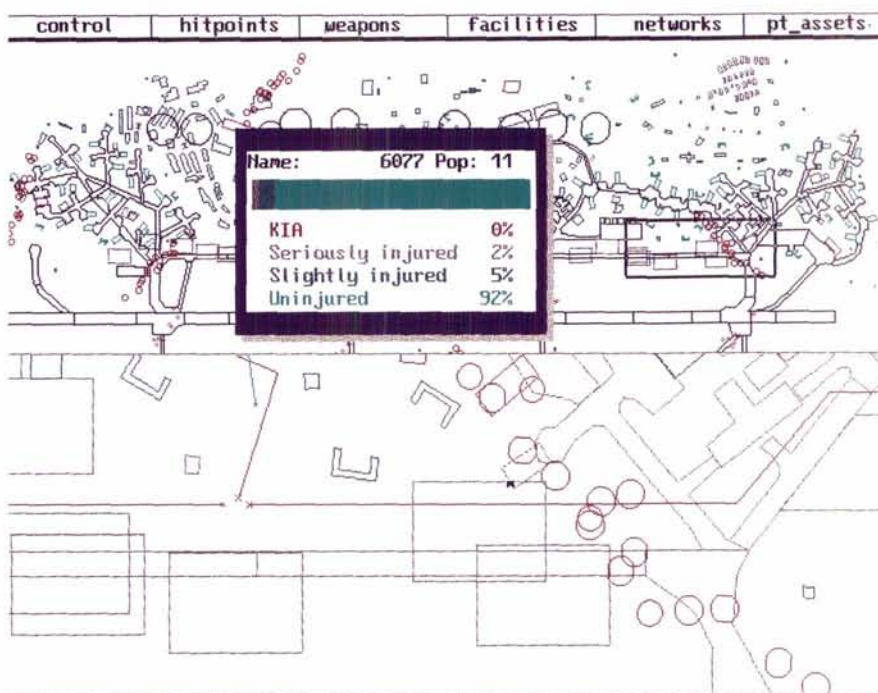 control hitpoints weapons facilities networks pt_assets
Name: 6077 Pop: 11
KIA 0%
Seriously injured 2%
Slightly injured 5%
Uninjured 92%